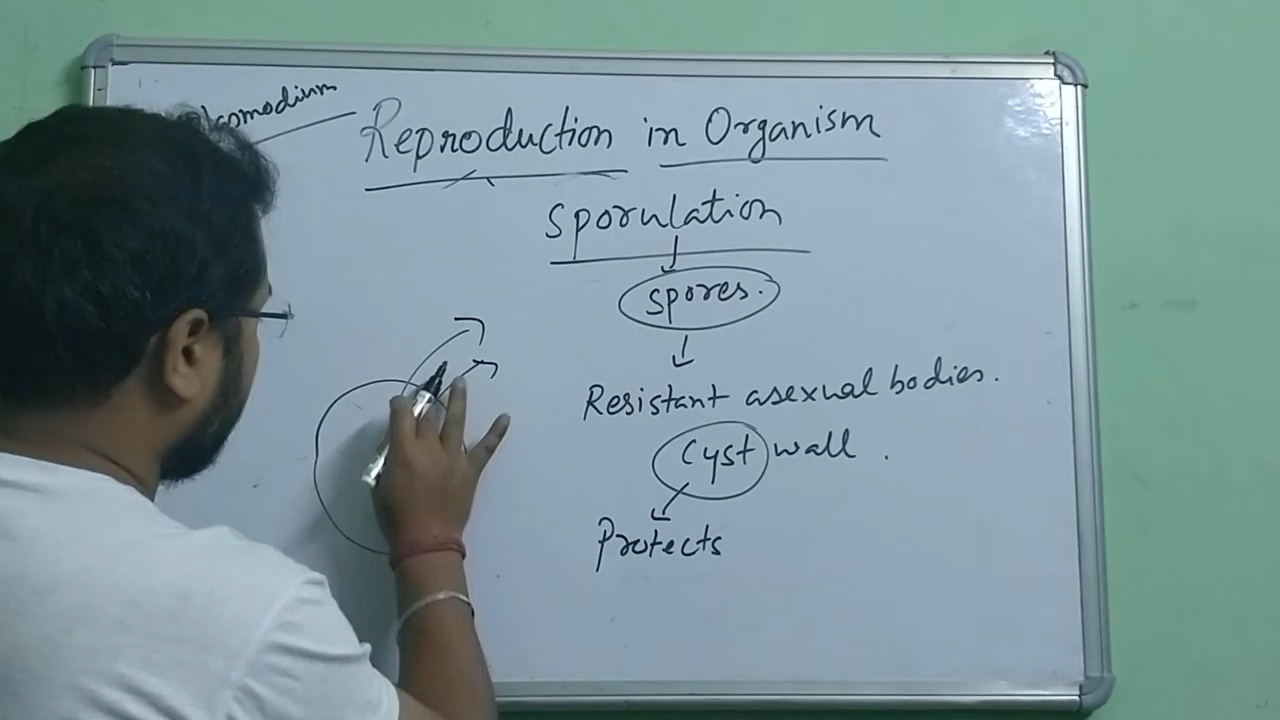 Reproduction in Organism
Sporulation
spores.
Resistant asexual bodies.
Cyst wall.
Protects